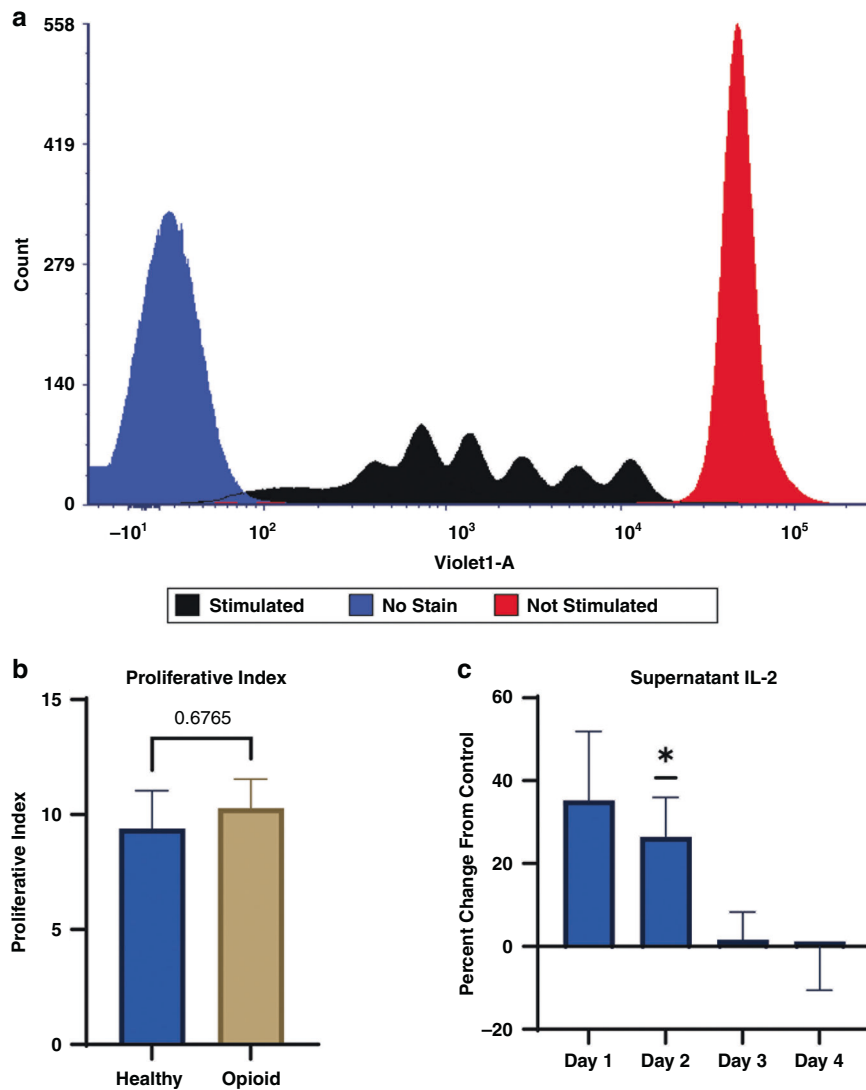 a
558
419
279
140
0
Count
–10¹
10²
10³
10⁴
10⁵
Violet1-A
Stimulated No Stain Not Stimulated
b
Proliferative Index
15
10
5
0
Proliferative Index
0.6765
Healthy Opioid
c
Supernatant IL-2
60
40
20
0
–20
Percent Change From Control
*
Day 1 Day 2 Day 3 Day 4